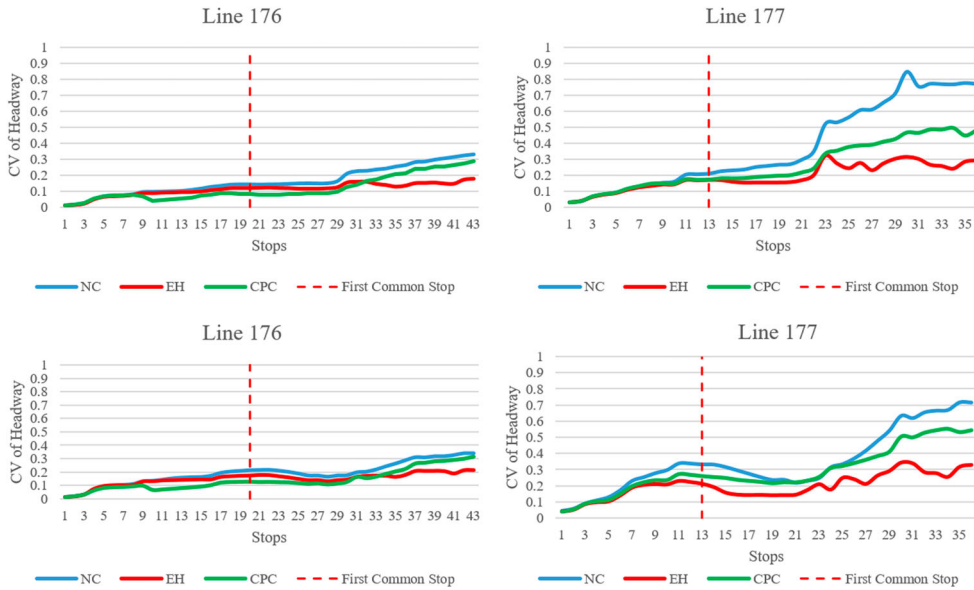 Line 176
1
0.9
0.8
0.7
0.6
0.5
0.4
0.3
0.2
0.1
0
CV of Headway
1 3 5 7 9 11 13 15 17 19 21 23 25 27 29 31 33 35 37 39 41 43
Stops
NC EH CPC First Common Stop
Line 177
1
0.9
0.8
0.7
0.6
0.5
0.4
0.3
0.2
0.1
0
CV of Headway
1 3 5 7 9 11 13 15 17 19 21 23 25 27 29 31 33 35
Stops
NC EH CPC First Common Stop
Line 176
1
0.9
0.8
0.7
0.6
0.5
0.4
0.3
0.2
0.1
0
CV of Headway
1 3 5 7 9 11 13 15 17 19 21 23 25 27 29 31 33 35 37 39 41 43
Stops
NC EH CPC First Common Stop
Line 177
1
0.9
0.8
0.7
0.6
0.5
0.4
0.3
0.2
0.1
0
CV of Headway
1 3 5 7 9 11 13 15 17 19 21 23 25 27 29 31 33 35
Stops
NC EH CPC First Common Stop